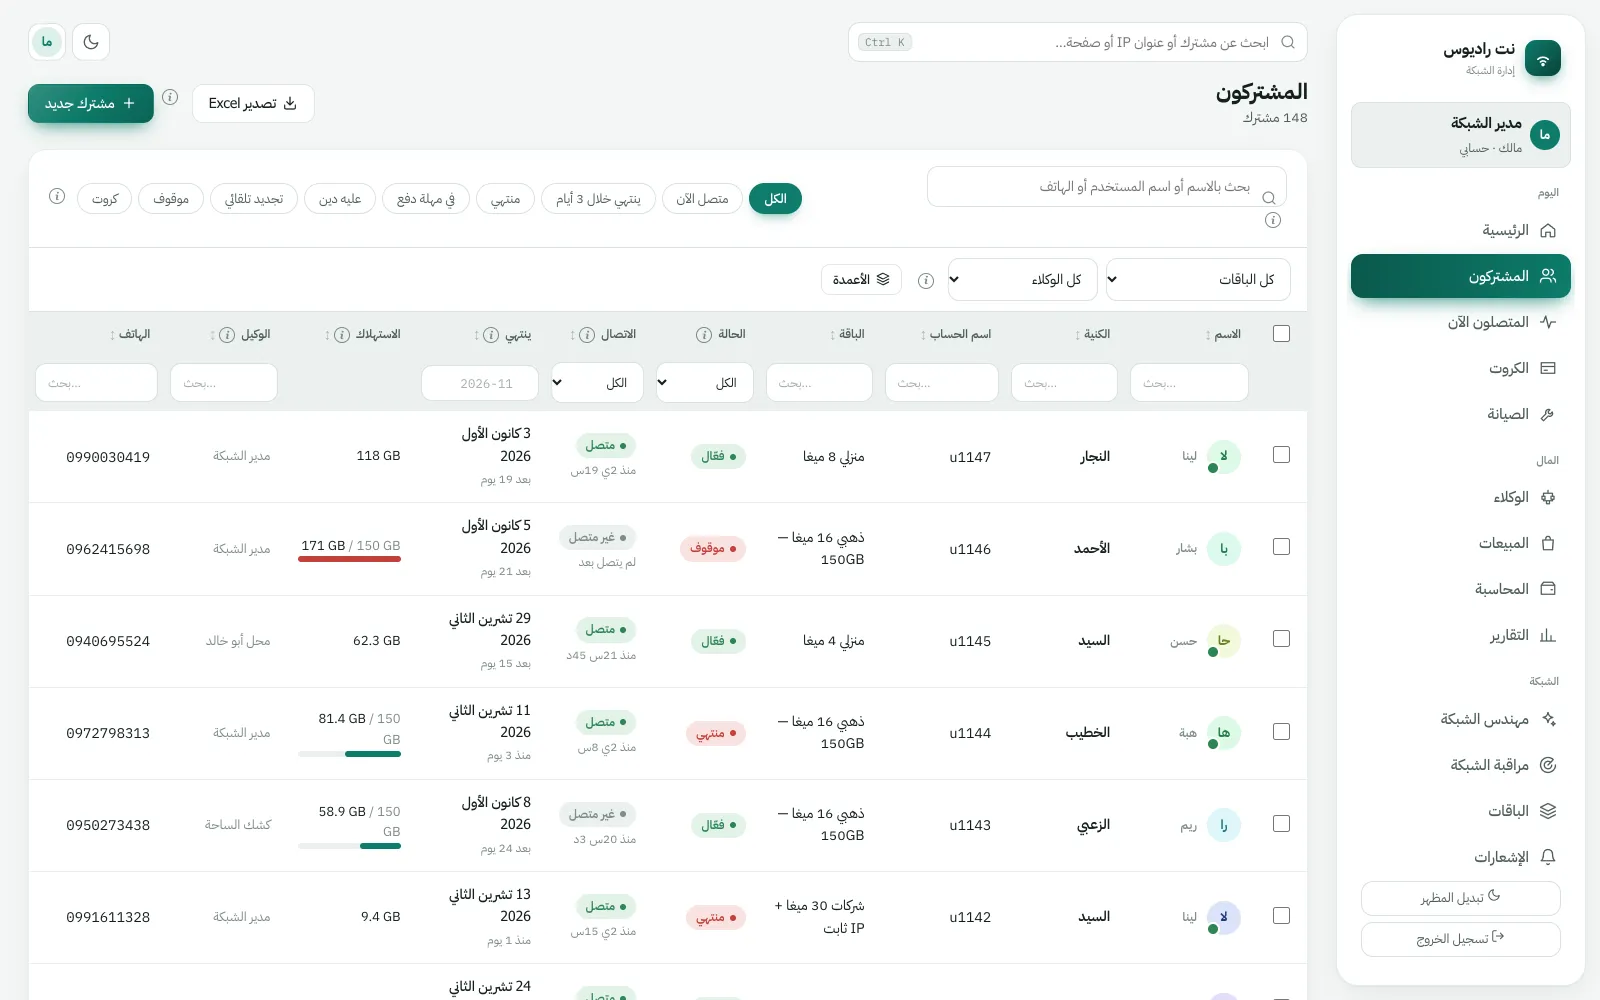 نت راديوس
إدارة الشبكة
ما
مدير الشبكة
مالك · حسابي
اليوم
الرئيسية
المشتركون
المتصلون الآن
الكروت
الصيانة
المال
الوكلاء
المبيعات
المحاسبة
التقارير
الشبكة
مهندس الشبكة
مراقبة الشبكة
الباقات
الإشعارات
تبديل المظهر
تسجيل الخروج
ابحث عن مشترك أو عنوان IP أو صفحة...
Ctrl K
ما
المشتركون
148 مشترك
تصدير Excel
مشترك جديد
بحث بالاسم أو اسم المستخدم أو الهاتف
الكل
متصل الآن
ينتهي خلال 3 أيام
منتهي
في مهلة دفع
عليه دين
تجديد تلقائي
موقوف
كروت
كل الباقات
كل الوكلاء
الأعمدة
الاسم الكنية اسم الحساب الباقة الحالة الاتصال ينتهي الاستهلاك الوكيل الهاتف
بحث... بحث... بحث... بحث... الكل الكل 2026-11 بحث... بحث...
لا لينا النجار u1147 منزلي 8 ميغا فعّال متصل
منذ 2ي 19س
3 كانون الأول
2026
بعد 19 يوم
118 GB مدير الشبكة 0990030419
با بشار الأحمد u1146 ذهبي 16 ميغا —
150GB
موقوف غير متصل
لم يتصل بعد
5 كانون الأول
2026
بعد 21 يوم
171 GB / 150 GB مدير الشبكة 0962415698
حا حسن السيد u1145 منزلي 4 ميغا فعّال متصل
منذ 21س 45د
29 تشرين الثاني
2026
بعد 15 يوم
62.3 GB محل أبو خالد 0940695524
ها هبة الخطيب u1144 ذهبي 16 ميغا —
150GB
منتهي متصل
منذ 2ي 8س
11 تشرين الثاني
2026
منذ 3 يوم
81.4 GB / 150
GB
مدير الشبكة 0972798313
را ريم الزعبي u1143 ذهبي 16 ميغا —
150GB
فعّال غير متصل
منذ 20س 3د
8 كانون الأول
2026
بعد 24 يوم
58.9 GB / 150
GB
كشك الساحة 0950273438
لا لينا السيد u1142 شركات 30 ميغا +
IP ثابت
منتهي متصل
منذ 2ي 15س
13 تشرين الثاني
2026
منذ 1 يوم
9.4 GB مدير الشبكة 0991611328
متصل
24 تشرين الثاني